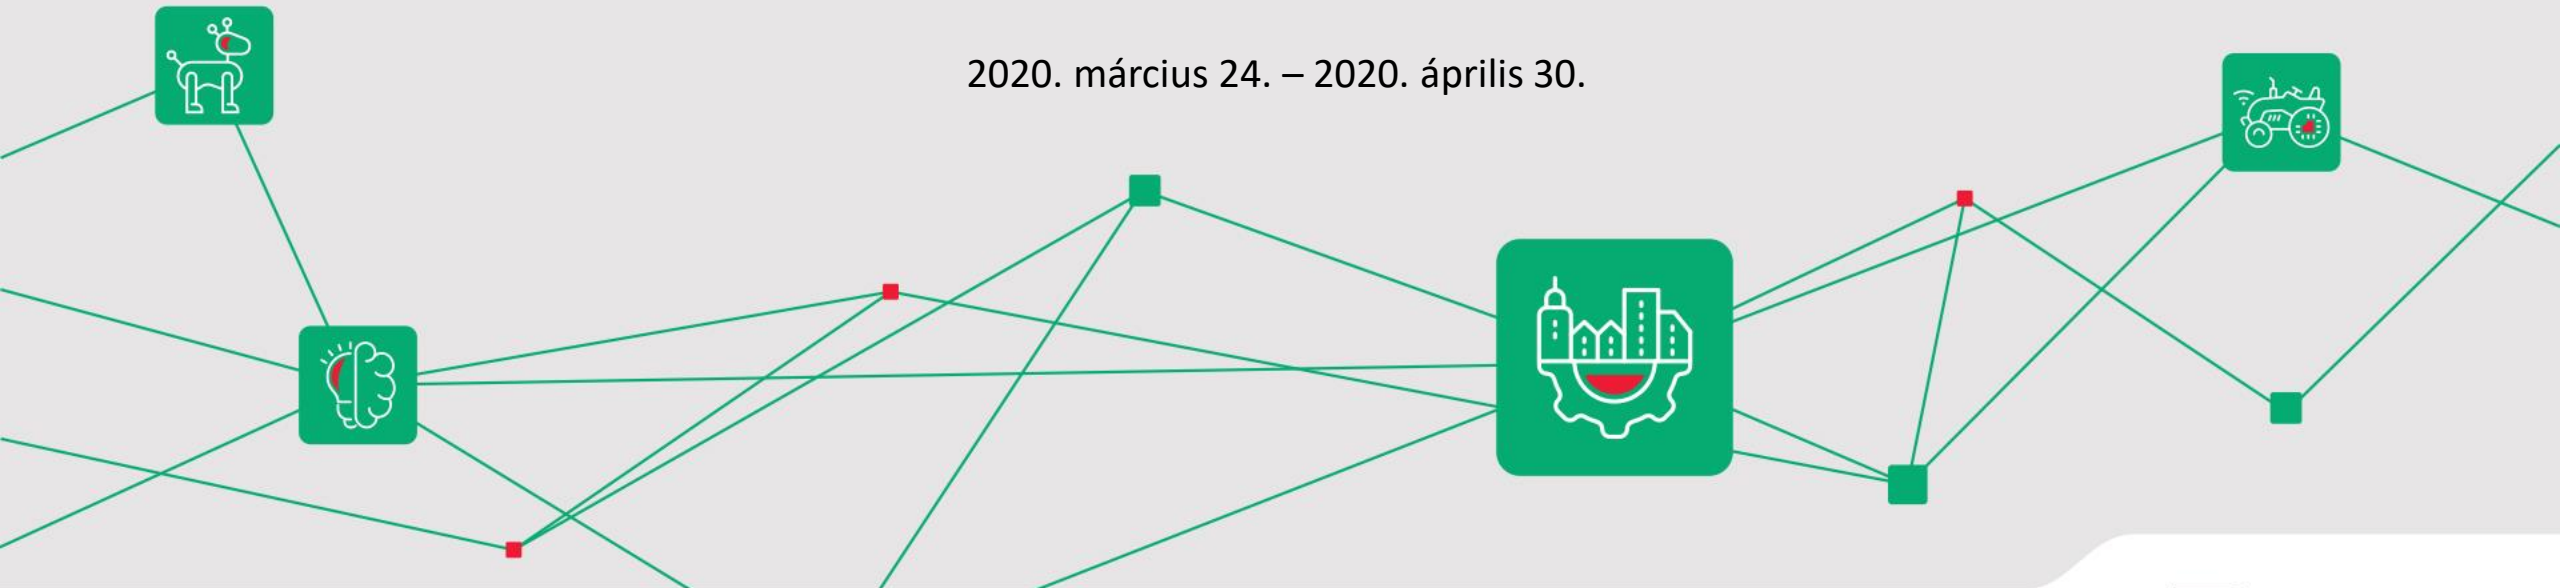 2020. március 24. – 2020. április 30.